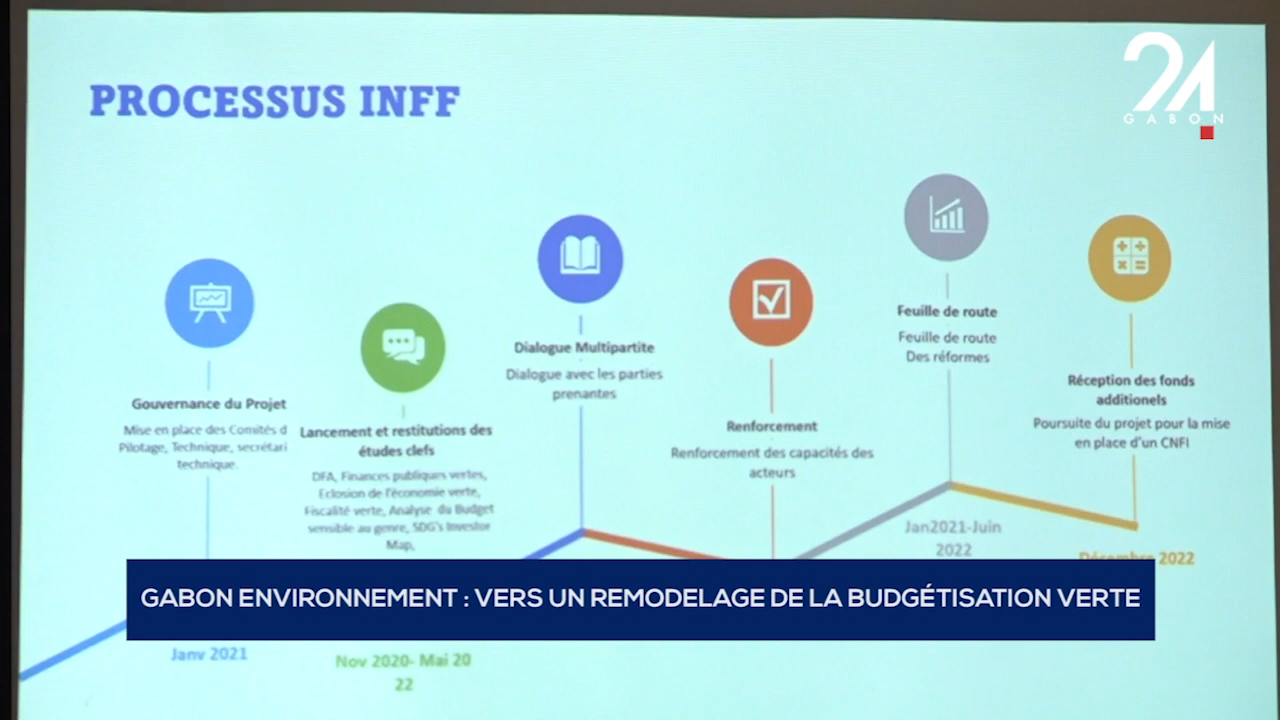 PROCESSUS INFF
24
GABON
Gouvernance du Projet
Mise en place des Comités d
Pilotage, Technique, secrétari
technique.
Lancement et restitutions des
études clefs
DFA, Finances publiques vertes,
Eclosion de l'économie verte,
Fiscalité verte, Analyse du Budget
sensible au genre, SDG's Investor
Map,
Dialogue Multipartite
Dialogue avec les parties
prenantes
Renforcement
Renforcement des capacités des
acteurs
Feuille de route
Feuille de route
Des réformes
Réception des fonds
additionels
Poursuite du projet pour la mise
en place d'un CNFI
Jan2021-Juin
2022
Décembre 2022
GABON ENVIRONNEMENT : VERS UN REMODELAGE DE LA BUDGÉTISATION VERTE
Janv 2021
Nov 2020- Mai 20
22